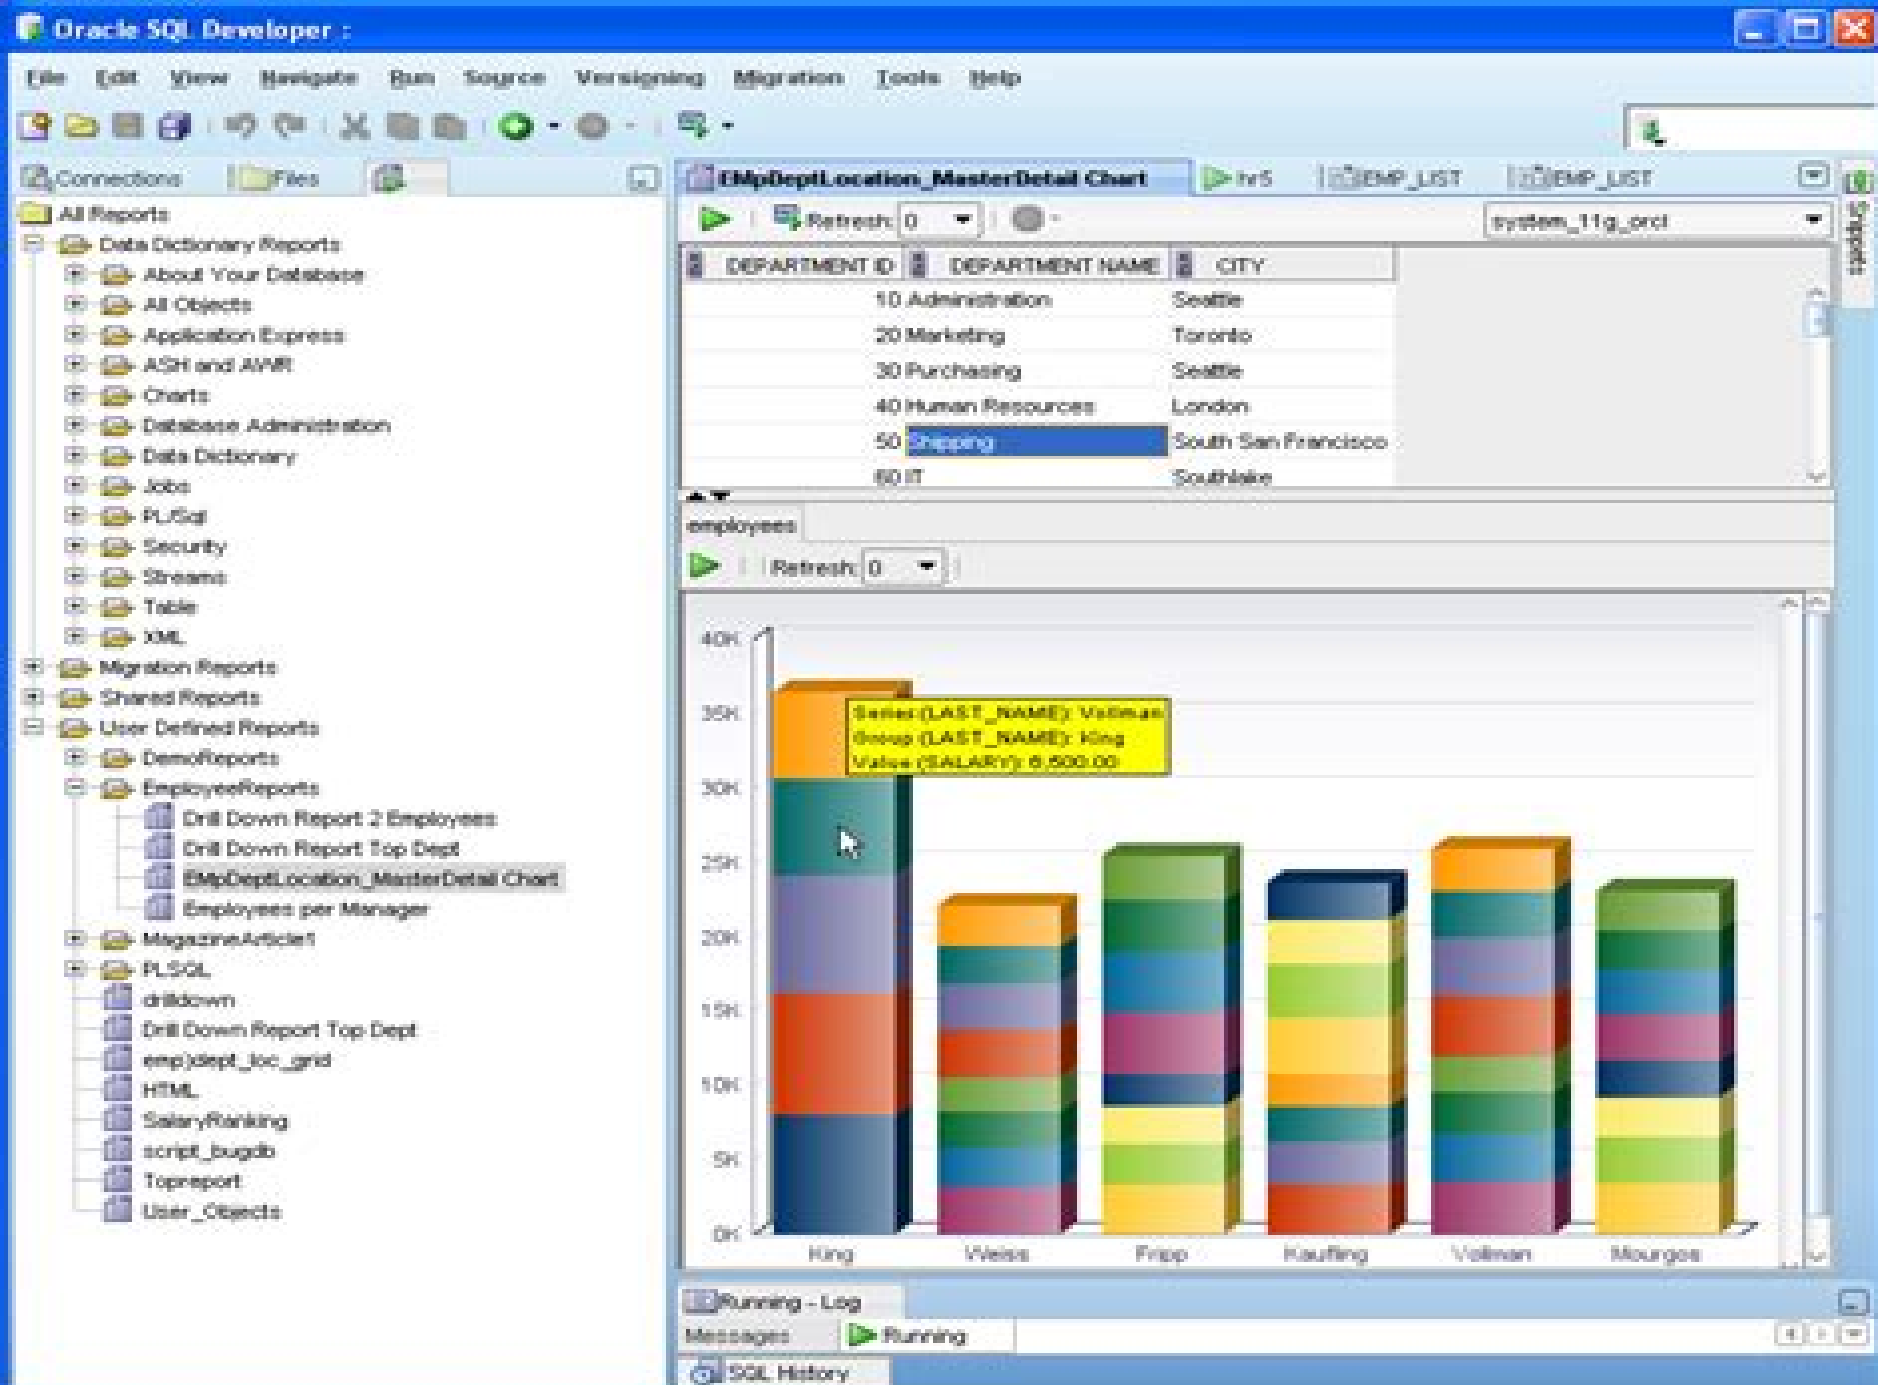 Oracle SQL Developer :
File Edit View Navigate Run Source Versioning Migration Tools Help
Connections Files
All Reports
Data Dictionary Reports
About Your Database
All Objects
Application Express
ASH and AWR
Charts
Database Administration
Data Dictionary
Jobs
PL/Sql
Security
Streams
Table
XML
Migration Reports
Shared Reports
User Defined Reports
DemoReports
EmployeeReports
Drill Down Report 2 Employees
Drill Down Report Top Dept
EMpDeptLocation_MasterDetail Chart
Employees per Manager
MagazineArticle1
PLSQL
drilldown
Drill Down Report Top Dept
emp)dept_loc_grid
HTML
SalaryRanking
script_bugdb
Topreport
User_Objects
EMpDeptLocation_MasterDetail Chart hr5 EMP_LIST EMP_LIST
Refresh: 0 system_11g_orcl
DEPARTMENT ID DEPARTMENT NAME CITY
10 Administration Seattle
20 Marketing Toronto
30 Purchasing Seattle
40 Human Resources London
50 Shipping South San Francisco
60 IT Southlake
employees
Refresh: 0
40K
35K
30K
25K
20K
15K
10K
5K
0K
Series (LAST_NAME): Vollman
Group (LAST_NAME): King
Value (SALARY): 6,500.00
King Weiss Fripp Kaufling Vollman Mourgos
Running - Log
Messages Running
SQL History
Snippets